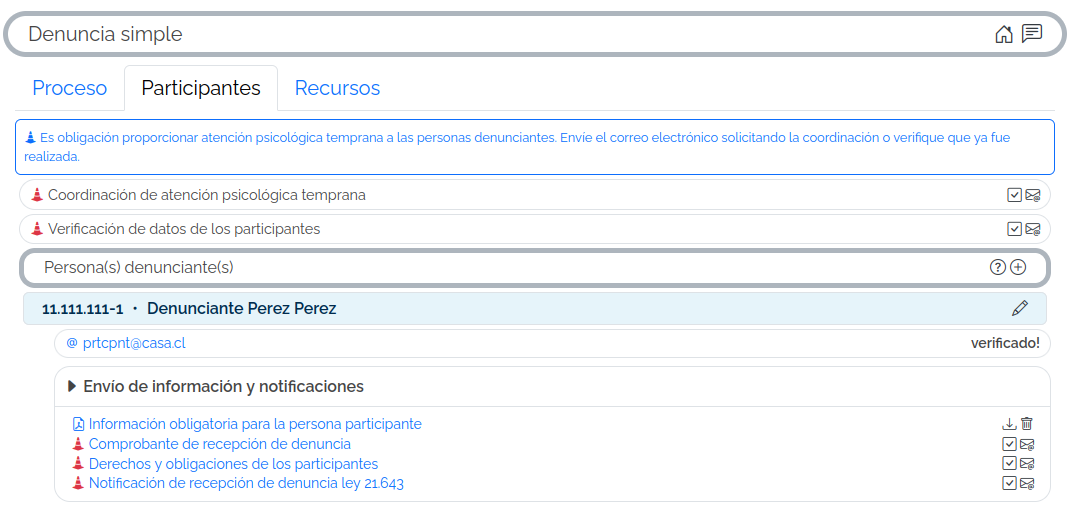 Denuncia simple
Proceso
Participantes
Recursos
Es obligación proporcionar atención psicológica temprana a las personas denunciantes. Envíe el correo electrónico solicitando la coordinación o verifique que ya fue
realizada.
Coordinación de atención psicológica temprana
Verificación de datos de los participantes
Persona(s) denunciante(s)
11.111.111-1 · Denunciante Perez Perez
@ prtcpnt@casa.cl verificado!
Envío de información y notificaciones
Información obligatoria para la persona participante
Comprobante de recepción de denuncia
Derechos y obligaciones de los participantes
Notificación de recepción de denuncia ley 21.643